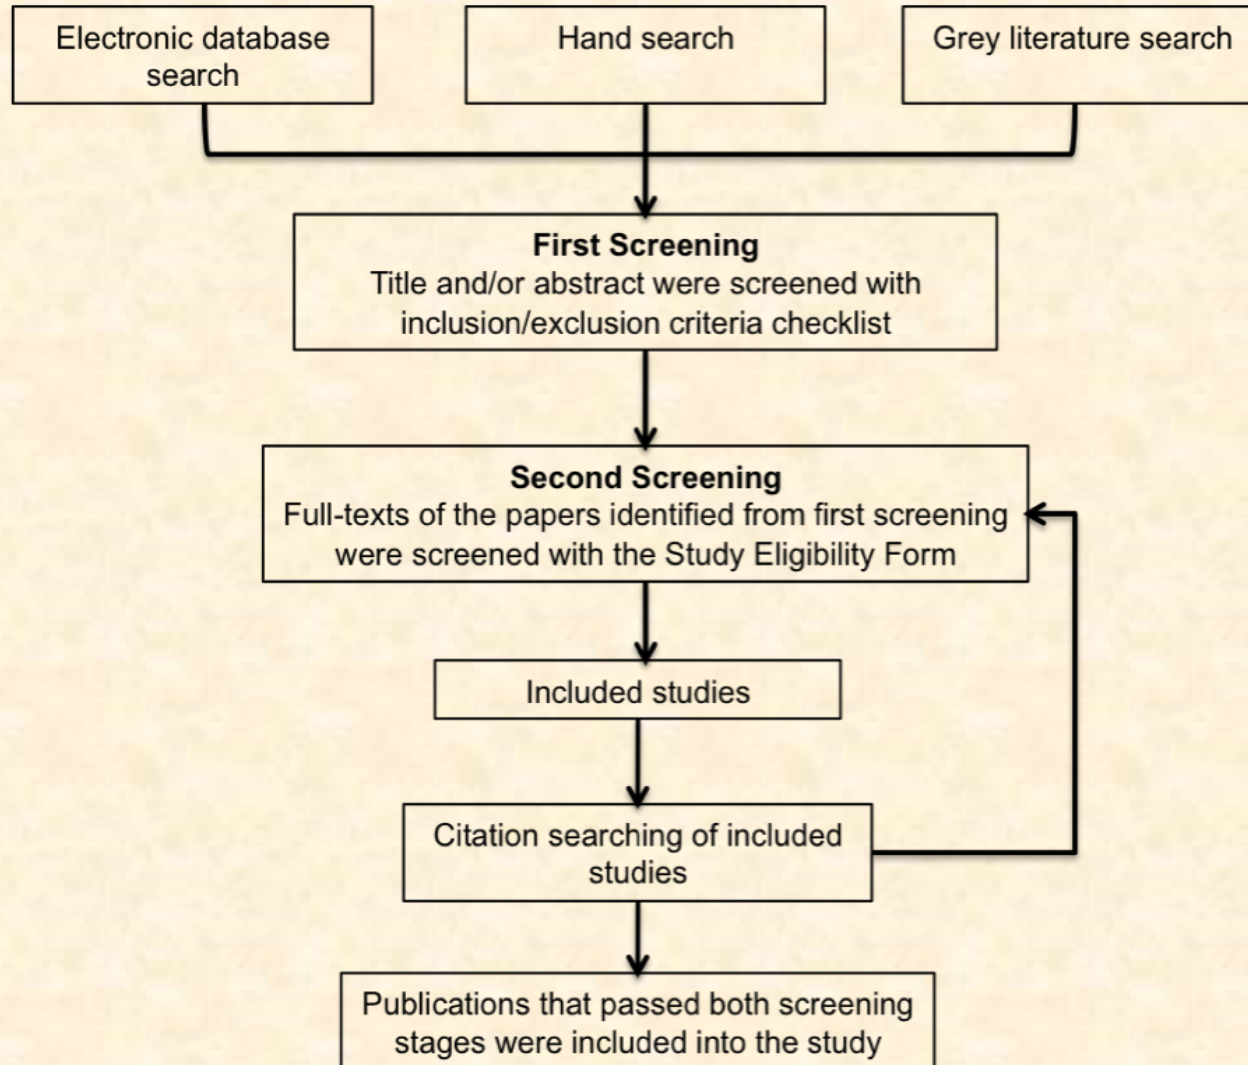 Electronic database
search
Hand search
Grey literature search
First Screening
Title and/or abstract were screened with
inclusion/exclusion criteria checklist
Second Screening
Full-texts of the papers identified from first screening
were screened with the Study Eligibility Form
Included studies
Citation searching of included
studies
Publications that passed both screening
stages were included into the study